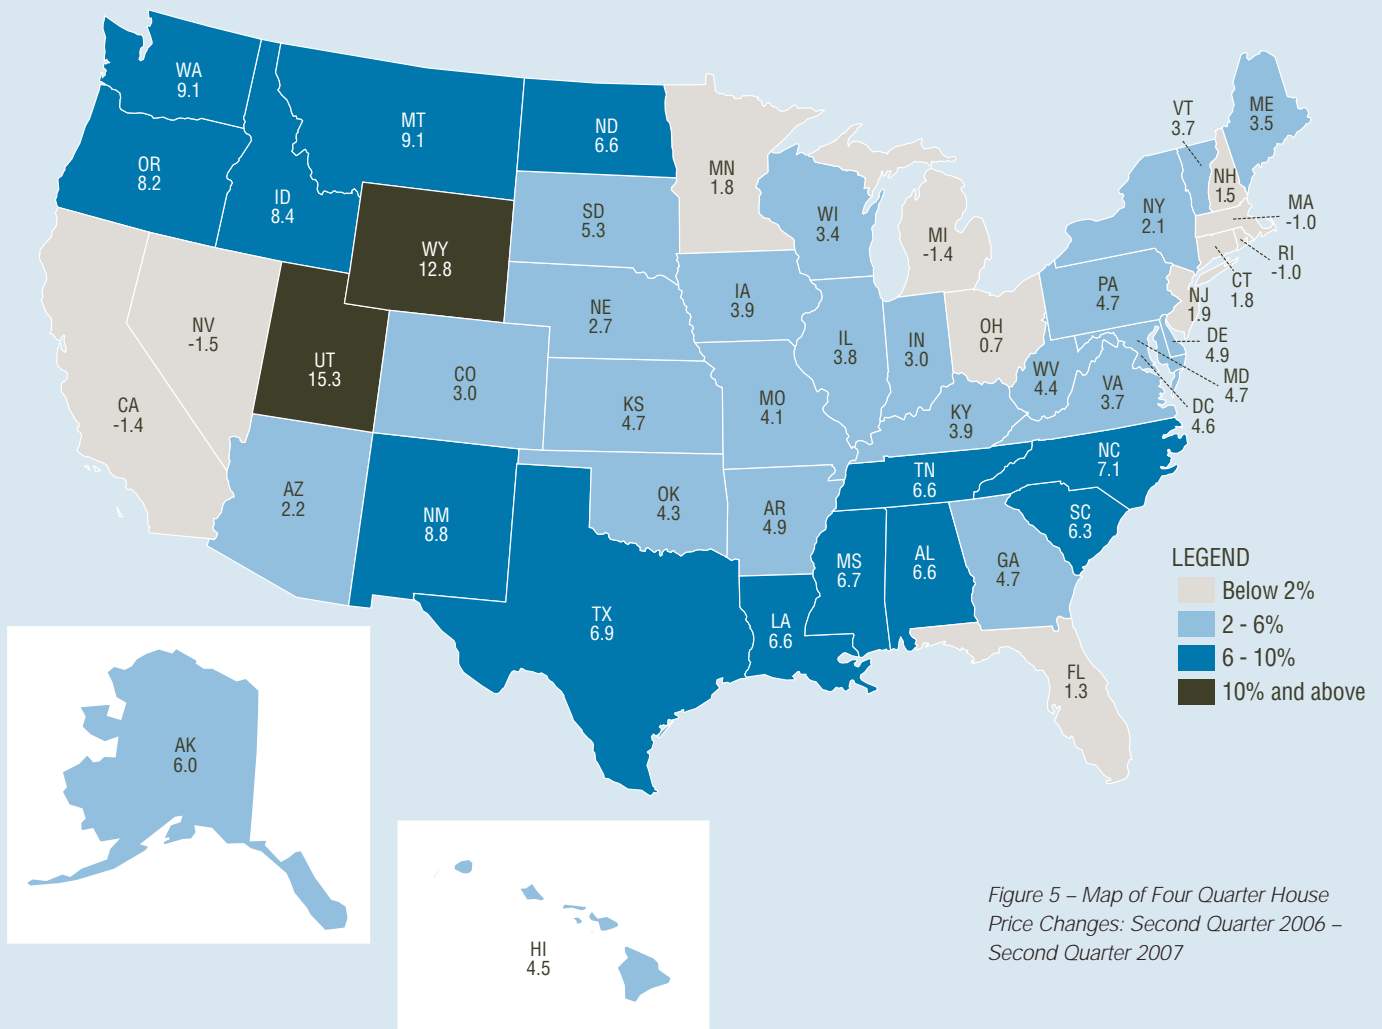 WA
9.1
MT
9.1
ND
6.6
OR
8.2
ID
8.4
WY
12.8
SD
5.3
MN
1.8
WI
3.4
MI
-1.4
VT
3.7
ME
3.5
NH
1.5
NY
2.1
MA
-1.0
RI
-1.0
CT
1.8
NV
-1.5
UT
15.3
CA
-1.4
CO
3.0
NE
2.7
IA
3.9
IL
3.8
IN
3.0
OH
0.7
PA
4.7
NJ
1.9
DE
4.9
MD
4.7
DC
4.6
WV
4.4
VA
3.7
KS
4.7
MO
4.1
KY
3.9
AZ
2.2
NM
8.8
OK
4.3
AR
4.9
TN
6.6
NC
7.1
SC
6.3
MS
6.7
AL
6.6
GA
4.7
TX
6.9
LA
6.6
FL
1.3
AK
6.0
HI
4.5
LEGEND
Below 2%
2 - 6%
6 - 10%
10% and above
Figure 5 – Map of Four Quarter House
Price Changes: Second Quarter 2006 –
Second Quarter 2007